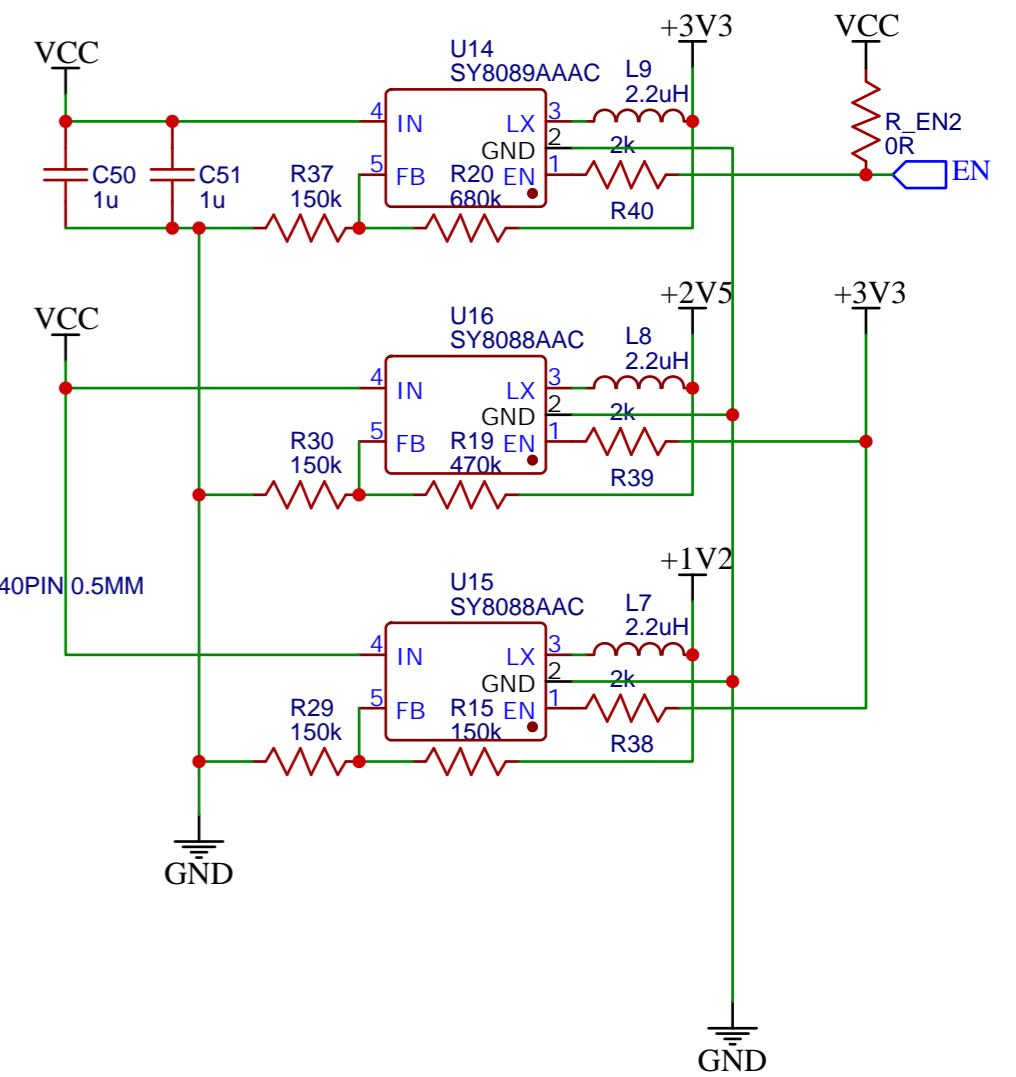 VCC
U14
SY8089AAAC
L9
2.2uH
+3V3
VCC
4
IN
LX
3
GND
2
5
FB
EN
1
C50
1u
C51
1u
R37
150k
R20
680k
2k
R40
R_EN2
0R
EN
VCC
U16
SY8088AAC
L8
2.2uH
+2V5
+3V3
4
IN
LX
3
GND
2
5
FB
EN
1
R30
150k
R19
470k
2k
R39
40PIN 0.5MM
U15
SY8088AAC
L7
2.2uH
+1V2
4
IN
LX
3
GND
2
5
FB
EN
1
R29
150k
R15
150k
2k
R38
GND
GND